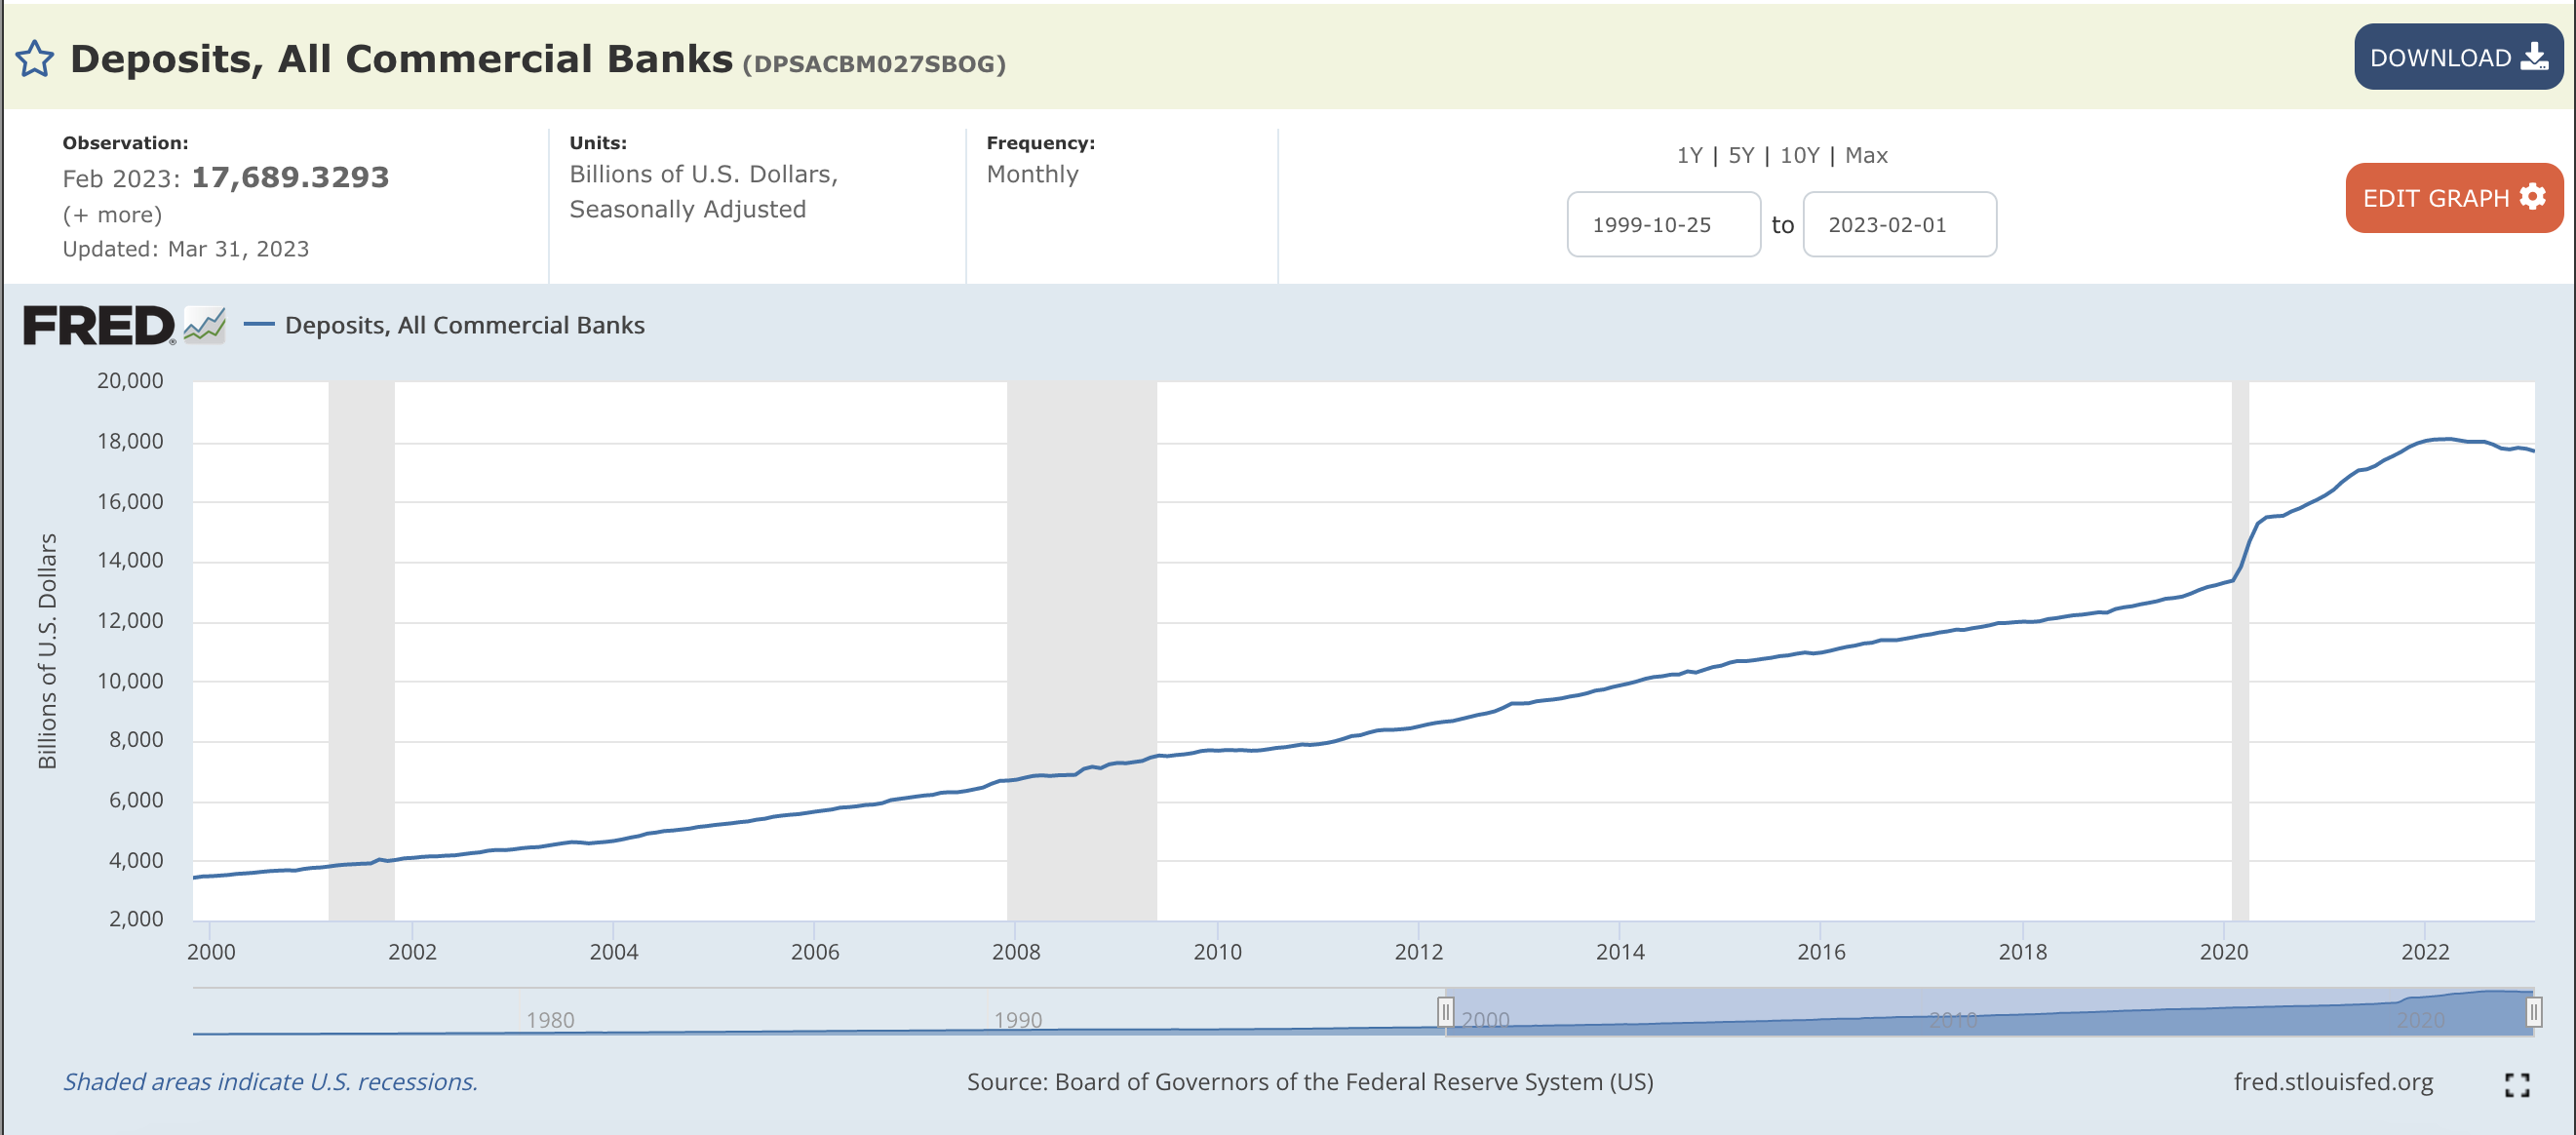 Deposits, All Commercial Banks (DPSACBM027SBOG)
DOWNLOAD
Observation:
Feb 2023: 17,689.3293
(+ more)
Updated: Mar 31, 2023
Units:
Billions of U.S. Dollars,
Seasonally Adjusted
Frequency:
Monthly
1Y | 5Y | 10Y | Max
1999-10-25 to 2023-02-01
EDIT GRAPH
FRED® Deposits, All Commercial Banks
Billions of U.S. Dollars
20,000
18,000
16,000
14,000
12,000
10,000
8,000
6,000
4,000
2,000
2000 2002 2004 2006 2008 2010 2012 2014 2016 2018 2020 2022
1980 1990 2000 2010 2020
Shaded areas indicate U.S. recessions.
Source: Board of Governors of the Federal Reserve System (US)
fred.stlouisfed.org